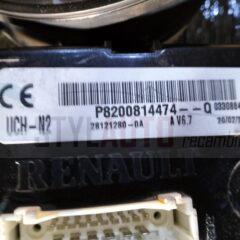 CE
P8200814474--Q
UCH-N2
28121280-0A
A V6.7
RENAULT